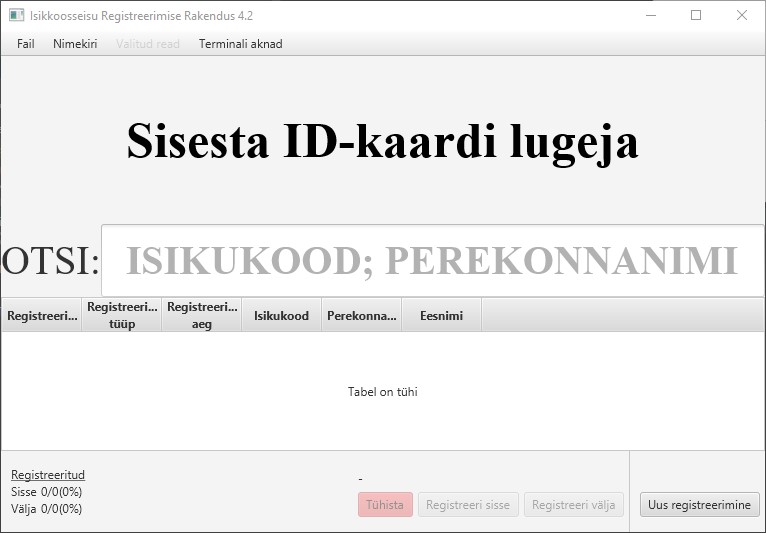 Isikkoosseisu Registreerimise Rakendus 4.2
Fail Nimekiri Valitud read Terminali aknad
Sisesta ID-kaardi lugeja
OTSI: ISIKUKOOD; PEREKONNANIMI
Registreeri... Registreeri... tüüp Registreeri... aeg Isikukood Perekonna... Eesnimi
Tabel on tühi
Registreeritud
Sisse 0/0(0%)
Välja 0/0(0%)
-
Tühista Registreeri sisse Registreeri välja Uus registreerimine